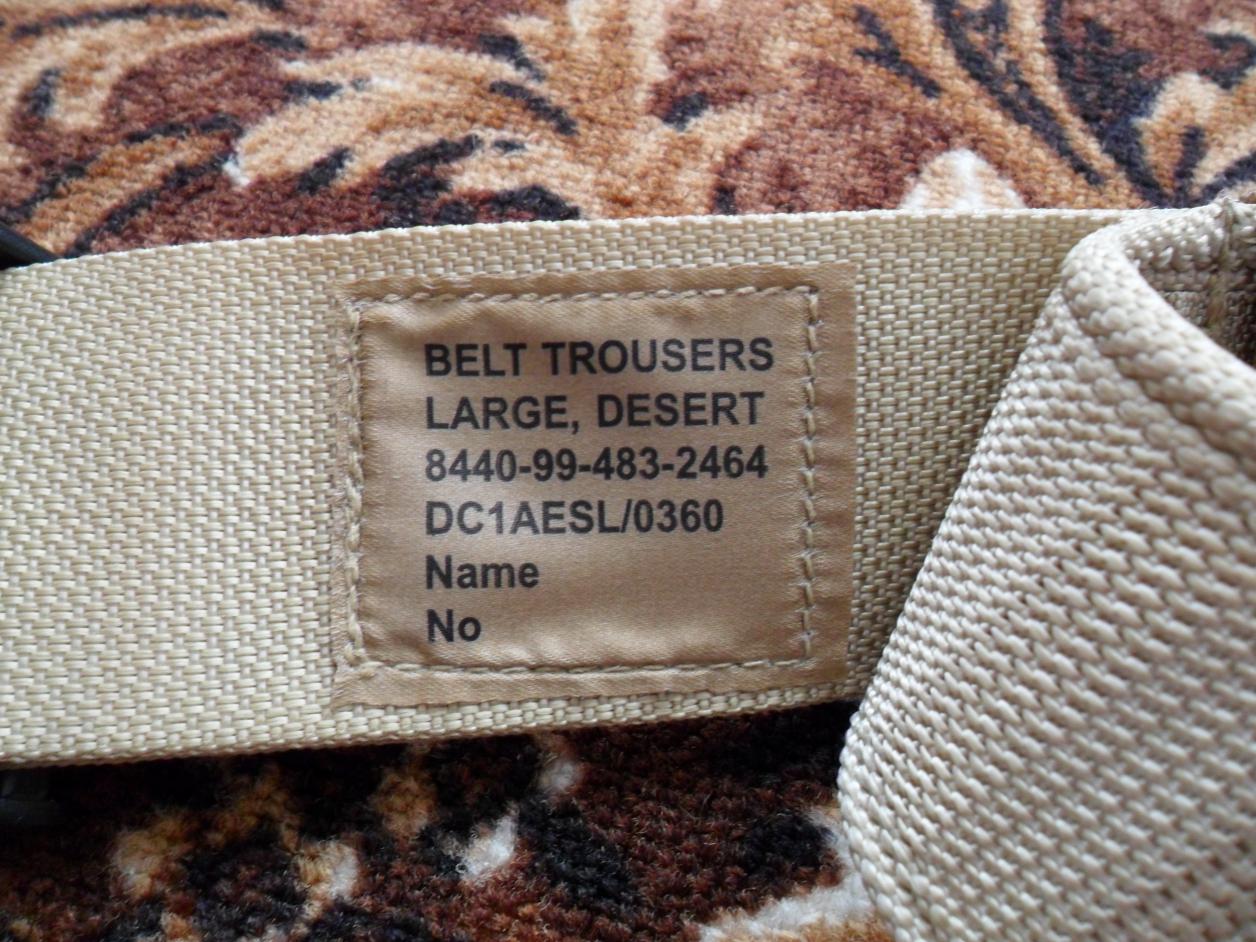 BELT TROUSERS
LARGE, DESERT
8440-99-483-2464
DC1AESL/0360
Name
No